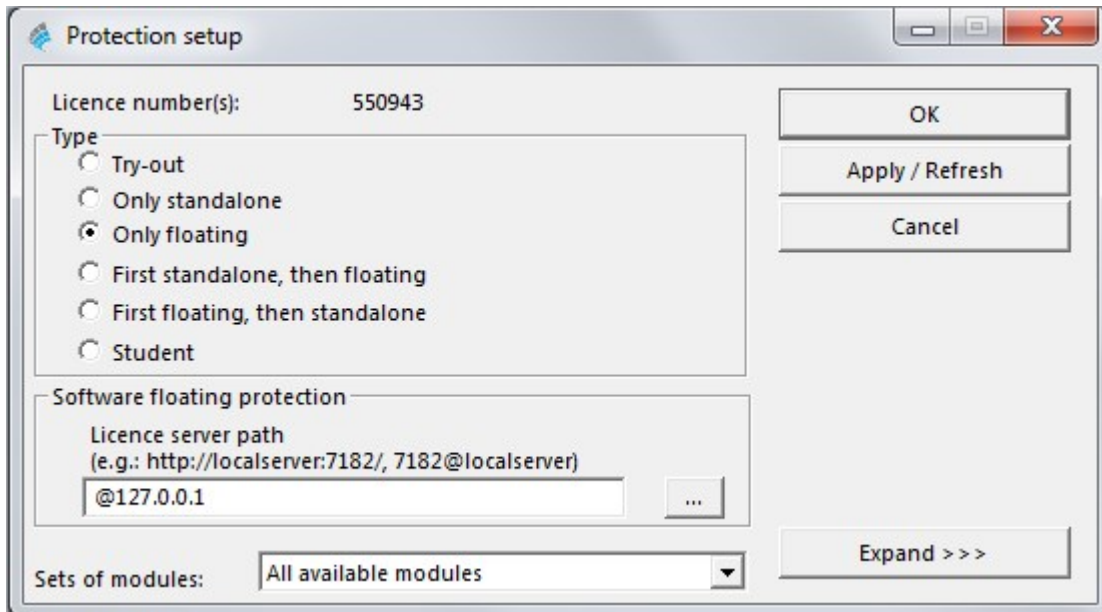 Protection setup
Licence number(s): 550943
OK
Type
Try-out
Apply / Refresh
Only standalone
Only floating
Cancel
First standalone, then floating
First floating, then standalone
Student
Software floating protection
Licence server path
(e.g.: http://localserver:7182/, 7182@localserver)
@127.0.0.1
...
Expand >>>
Sets of modules: All available modules